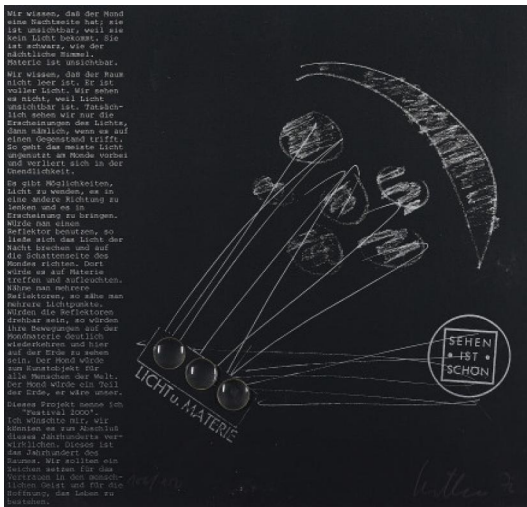 Wir wissen, daß der Mond
eine Nachtseite hat; sie
ist unsichtbar, weil sie
kein Licht bekommt. Sie
ist schwarz, wie der
nächtliche Himmel.
Materie ist unsichtbar.
Wir wissen, daß der Raum
nicht leer ist. Er ist
voller Licht. Wir sehen
es nicht, weil Licht
unsichtbar ist. Tatsäch-
lich sehen wir nur die
Erscheinungen des Lichts,
dann nämlich, wenn es auf
einen Gegenstand trifft.
So geht das meiste Licht
ungenutzt am Monde vorbei
und verliert sich in der
Unendlichkeit.
Es gibt Möglichkeiten,
Licht zu wenden, es in
eine andere Richtung zu
lenken und es in
Erscheinung zu bringen.
Würde man einen
Reflektor benutzen, so
ließe sich das Licht der
Nacht brechen und auf
die Schattenseite des
Mondes richten. Dort
würde es auf Materie
treffen und aufleuchten.
Nähme man mehrere
Reflektoren, so sähe man
mehrere Lichtpunkte.
Würden die Reflektoren
drehbar sein, so würden
ihre Bewegungen auf der
Mondmaterie deutlich
wiederkehren und hier
auf der Erde zu sehen
sein. Der Mond würde
zum Kunstobjekt für
alle Menschen der Welt.
Der Mond würde ein Teil
der Erde, er wäre unser.
Dieses Projekt nenne ich
"Festival 2000".
Ich wünschte mir, wir
könnten es zum Abschluß
dieses Jahrhunderts ver-
wirklichen. Dieses ist
das Jahrhundert des
Raumes. Wir sollten ein
Zeichen setzen für das
Vertrauen in den mensch-
lichen Geist und für die
Hoffnung, das Leben zu
bestehen.
LICHT u. MATERIE
SEHEN
• IST •
SCHÖN